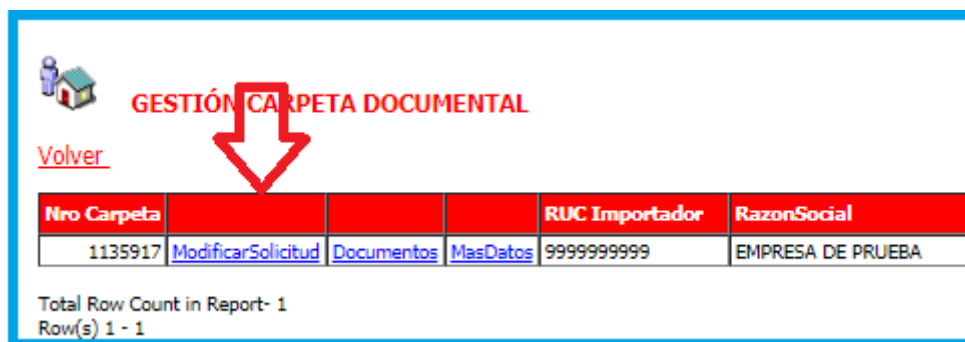 GESTIÓN CARPETA DOCUMENTAL
Volver
Nro Carpeta RUC Importador RazonSocial
1135917 ModificarSolicitud Documentos MasDatos 9999999999 EMPRESA DE PRUEBA
Total Row Count in Report- 1
Row(s) 1 - 1